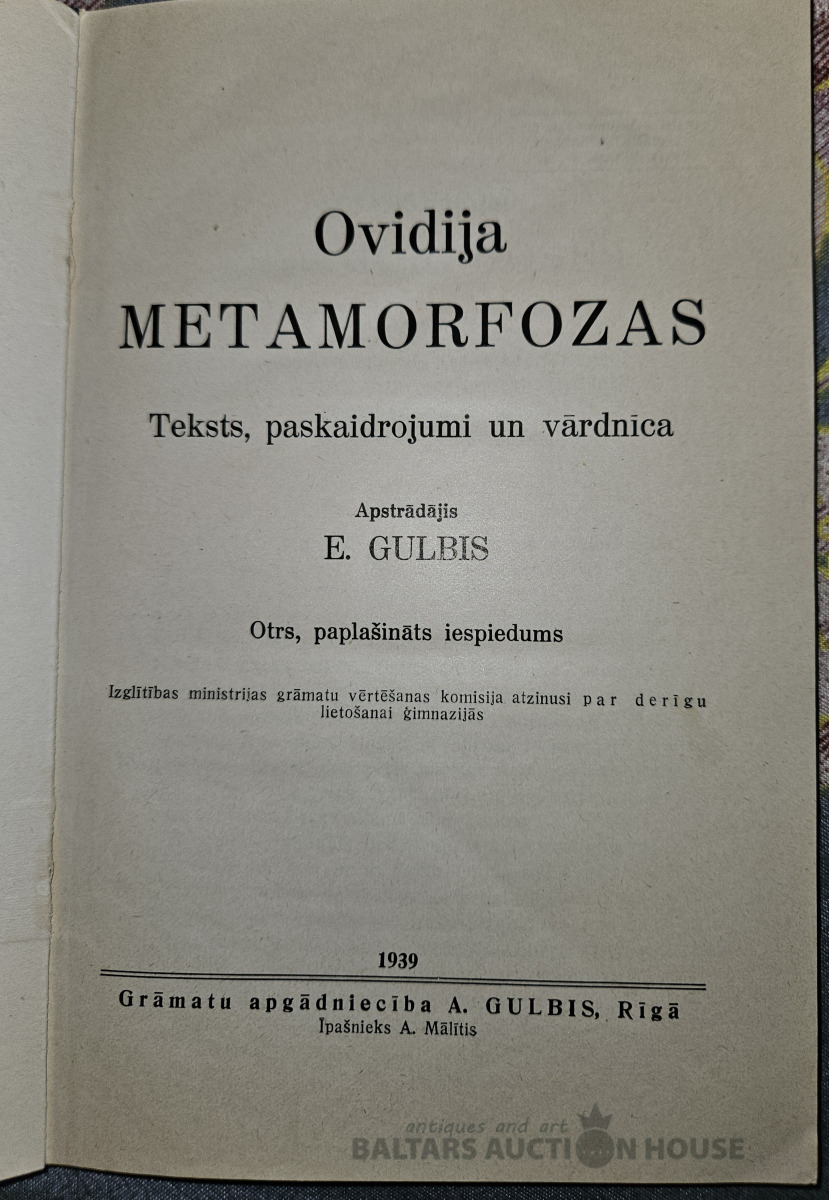 Ovidija
METAMORFOZAS
Teksts, paskaidrojumi un vārdnīca
Apstrādājis
E. GULBIS
Otrs, paplašināts iespiedums
Izglītības ministrijas grāmatu vērtēšanas komisija atzinusi par derīgu
lietošanai ģimnazijās
1939
Grāmatu apgādniecība A. GULBIS, Rīgā
Īpašnieks A. Mālītis
antiques and art
BALTARS AUCTION HOUSE